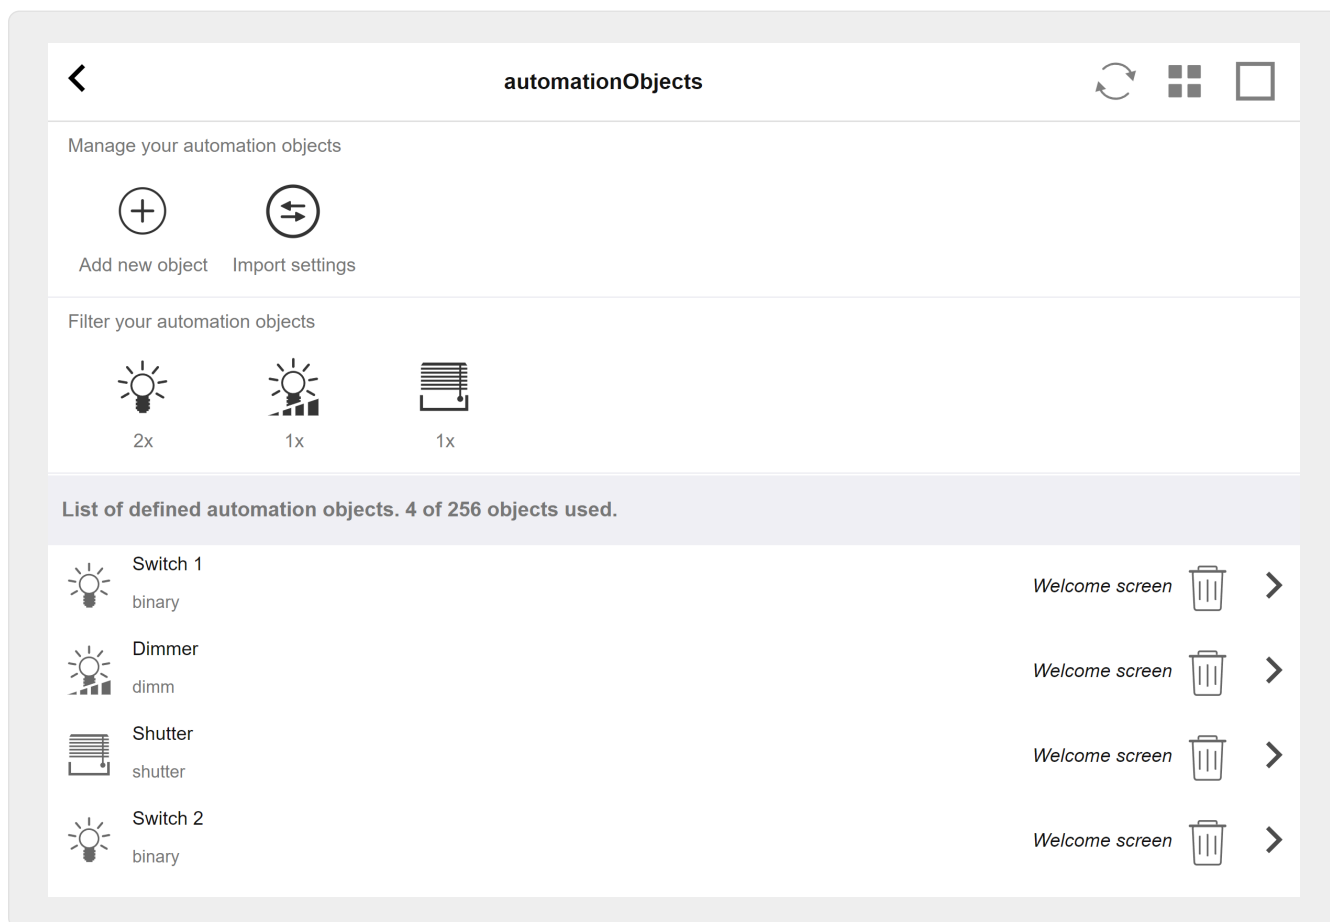 automationObjects
Manage your automation objects
Add new object
Import settings
Filter your automation objects
2x
1x
1x
List of defined automation objects. 4 of 256 objects used.
Switch 1
binary
Welcome screen
Dimmer
dimm
Welcome screen
Shutter
shutter
Welcome screen
Switch 2
binary
Welcome screen